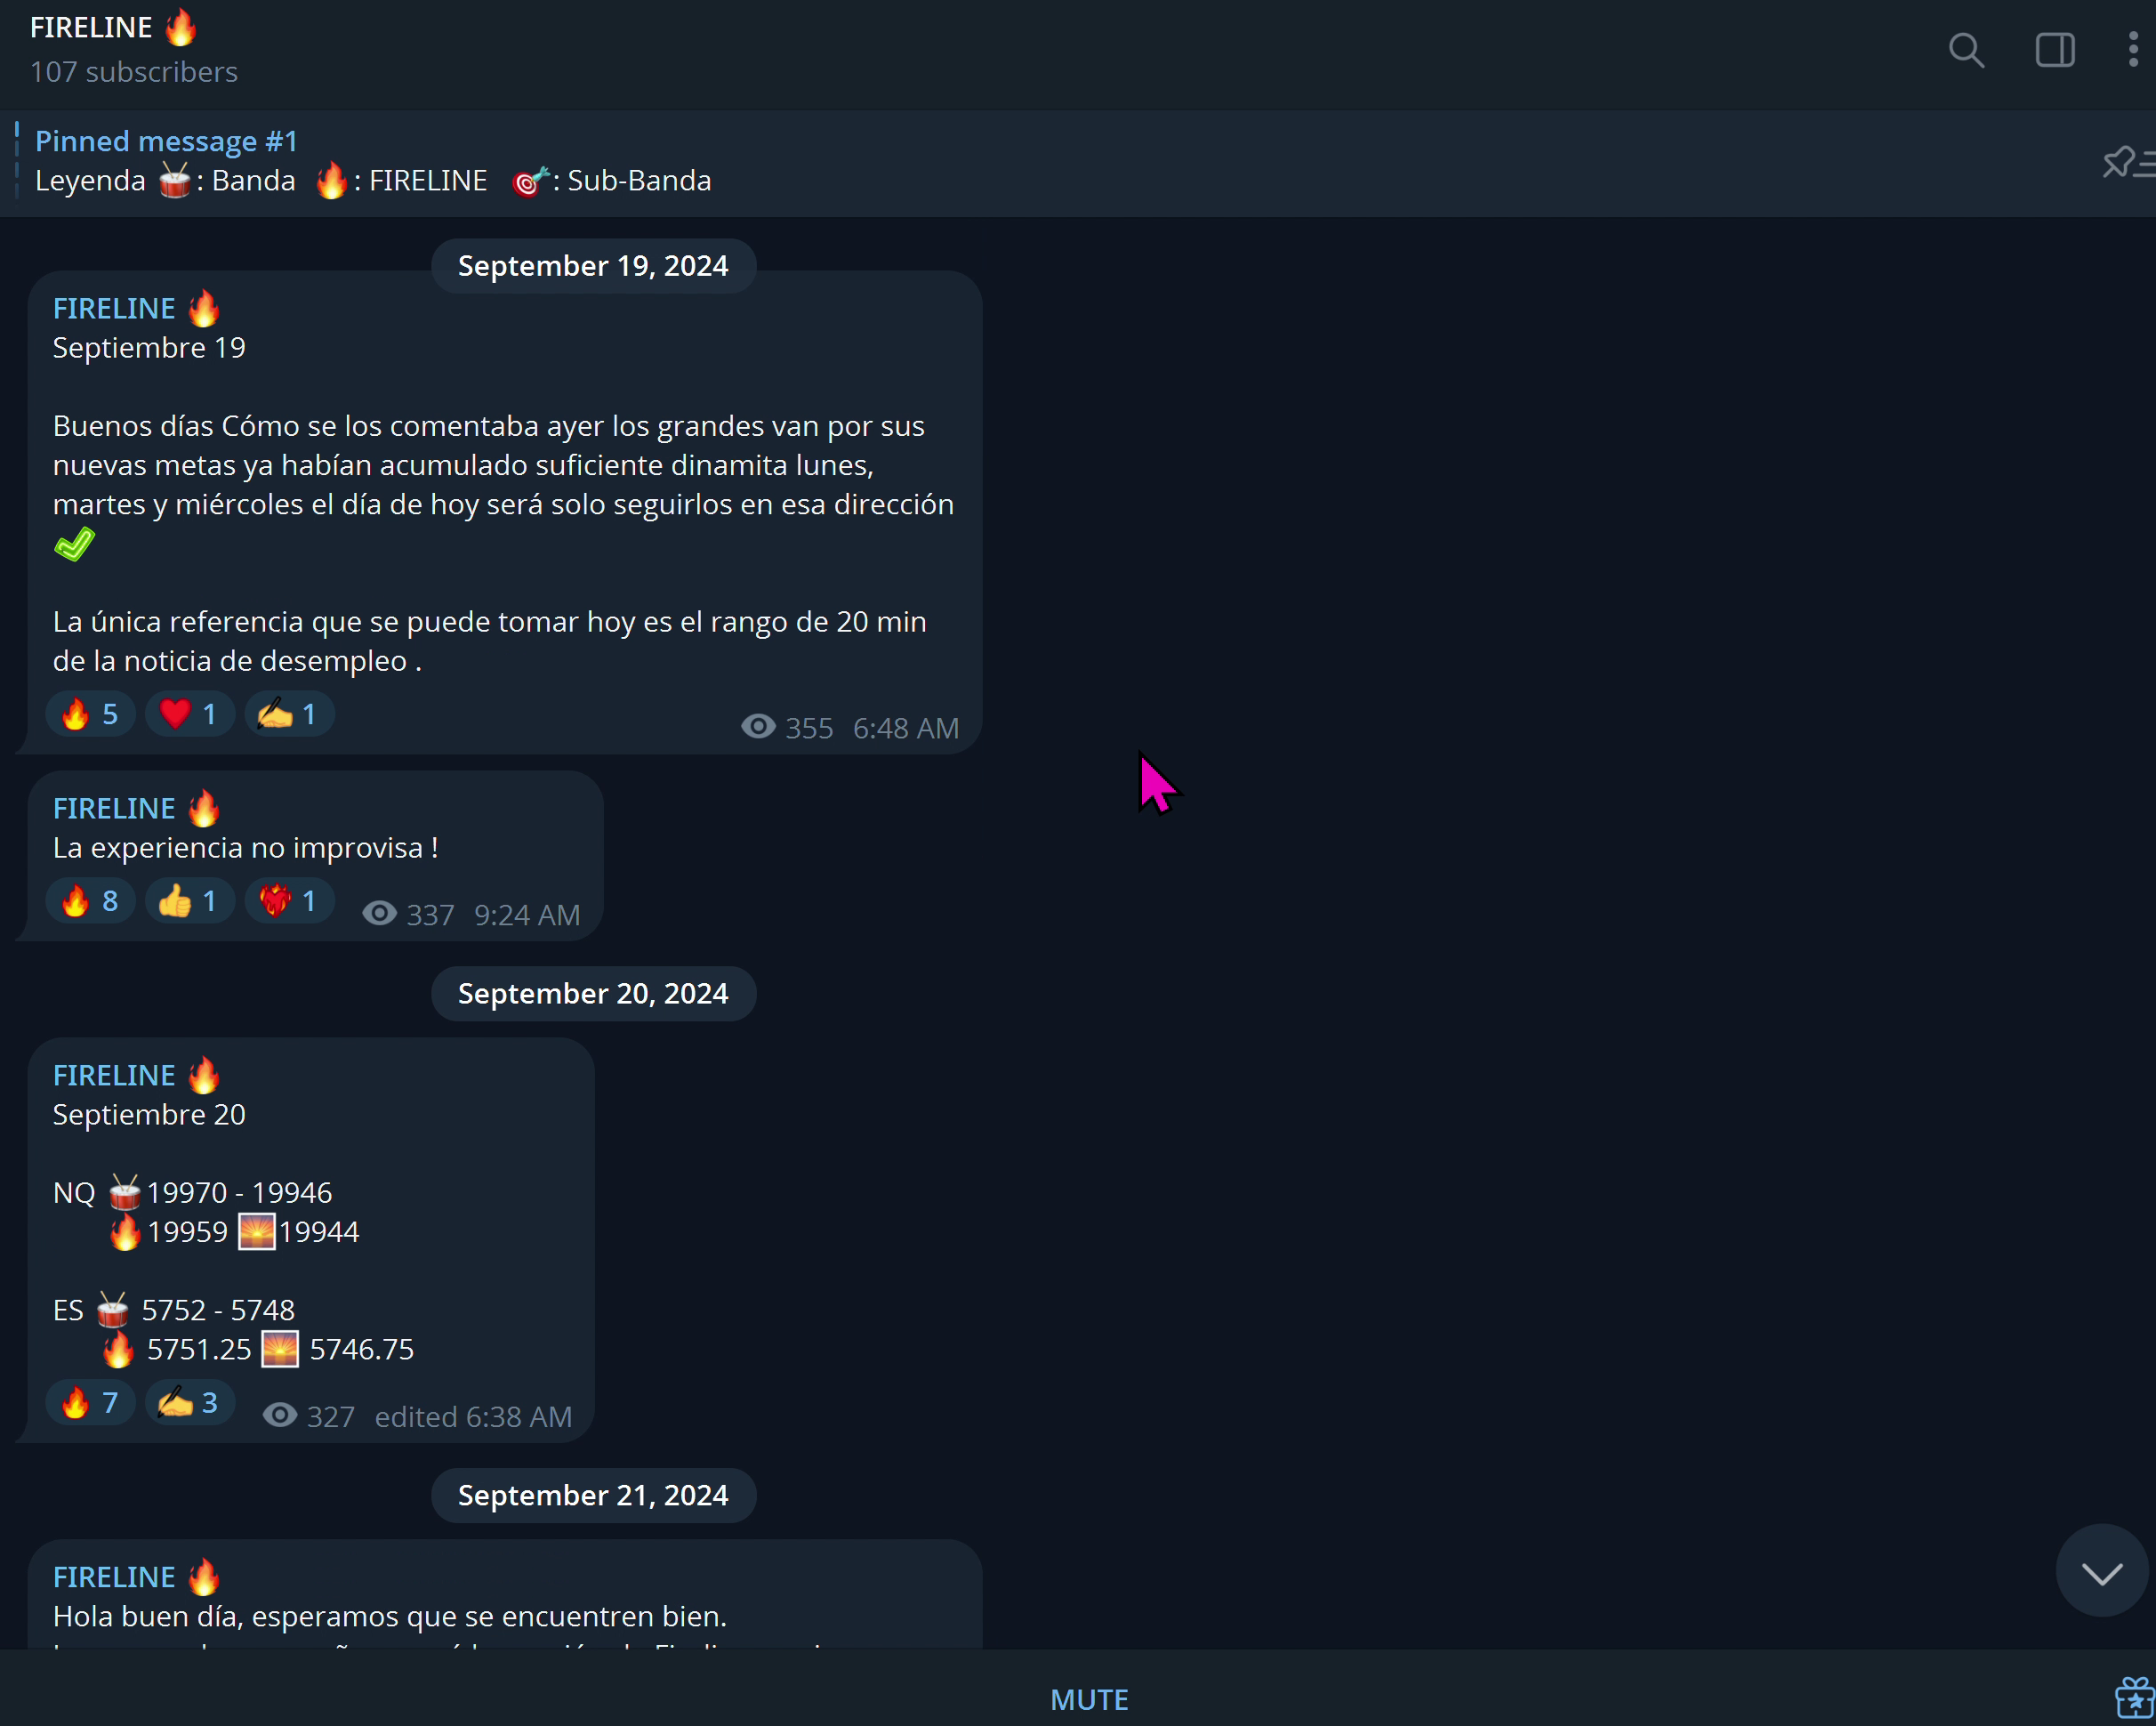 FIRELINE 🔥
107 subscribers
Pinned message #1
Leyenda 🥁: Banda 🔥: FIRELINE 🎯: Sub-Banda
September 19, 2024
FIRELINE 🔥
Septiembre 19
Buenos días Cómo se los comentaba ayer los grandes van por sus
nuevas metas ya habían acumulado suficiente dinamita lunes,
martes y miércoles el día de hoy será solo seguirlos en esa dirección
✅
La única referencia que se puede tomar hoy es el rango de 20 min
de la noticia de desempleo .
🔥 5 ❤️ 1 ✍️ 1 355 6:48 AM
FIRELINE 🔥
La experiencia no improvisa !
🔥 8 👍 1 ❤️‍🔥 1 337 9:24 AM
September 20, 2024
FIRELINE 🔥
Septiembre 20
NQ 🥁19970 - 19946
🔥19959 🌅19944
ES 🥁 5752 - 5748
🔥 5751.25 🌅 5746.75
🔥 7 ✍️ 3 327 edited 6:38 AM
September 21, 2024
FIRELINE 🔥
Hola buen día, esperamos que se encuentren bien.
MUTE